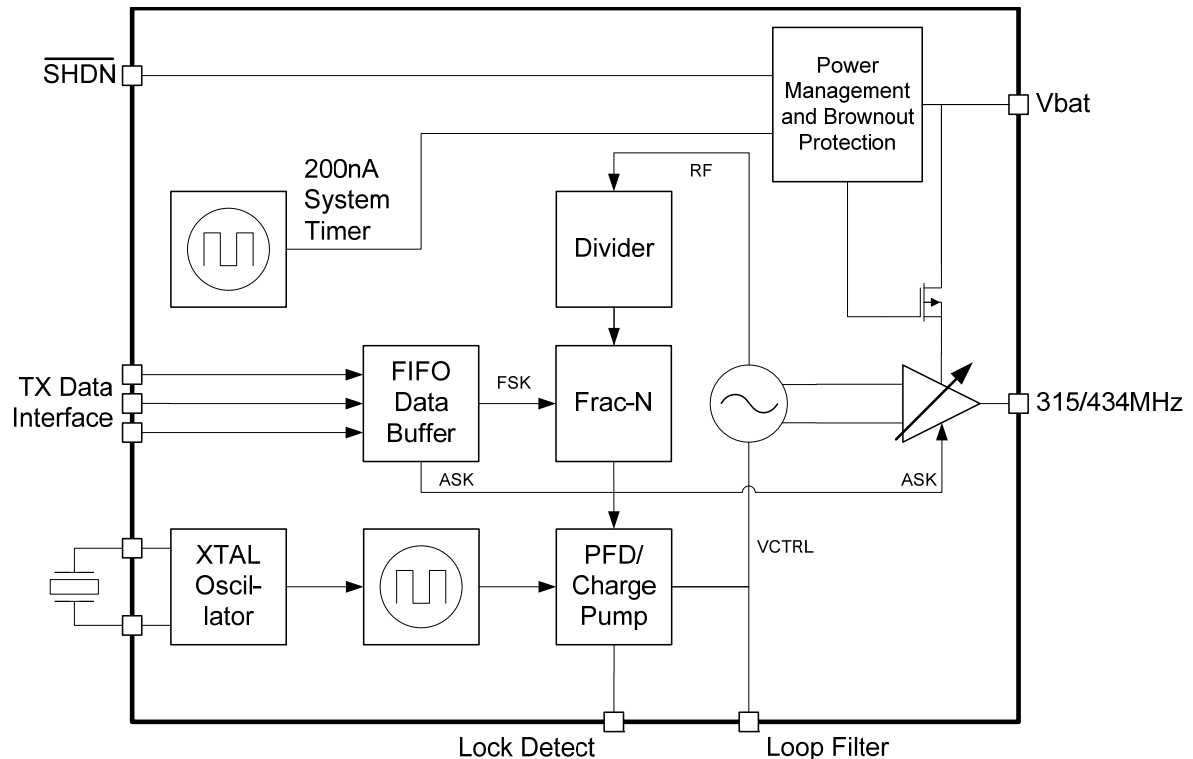 SHDN
Power
Management
and Brownout
Protection
Vbat
200nA
System
Timer
RF
Divider
TX Data
Interface
FIFO
Data
Buffer
FSK
Frac-N
315/434MHz
ASK
ASK
XTAL
Oscil-
lator
PFD/
Charge
Pump
VCTRL
Lock Detect
Loop Filter